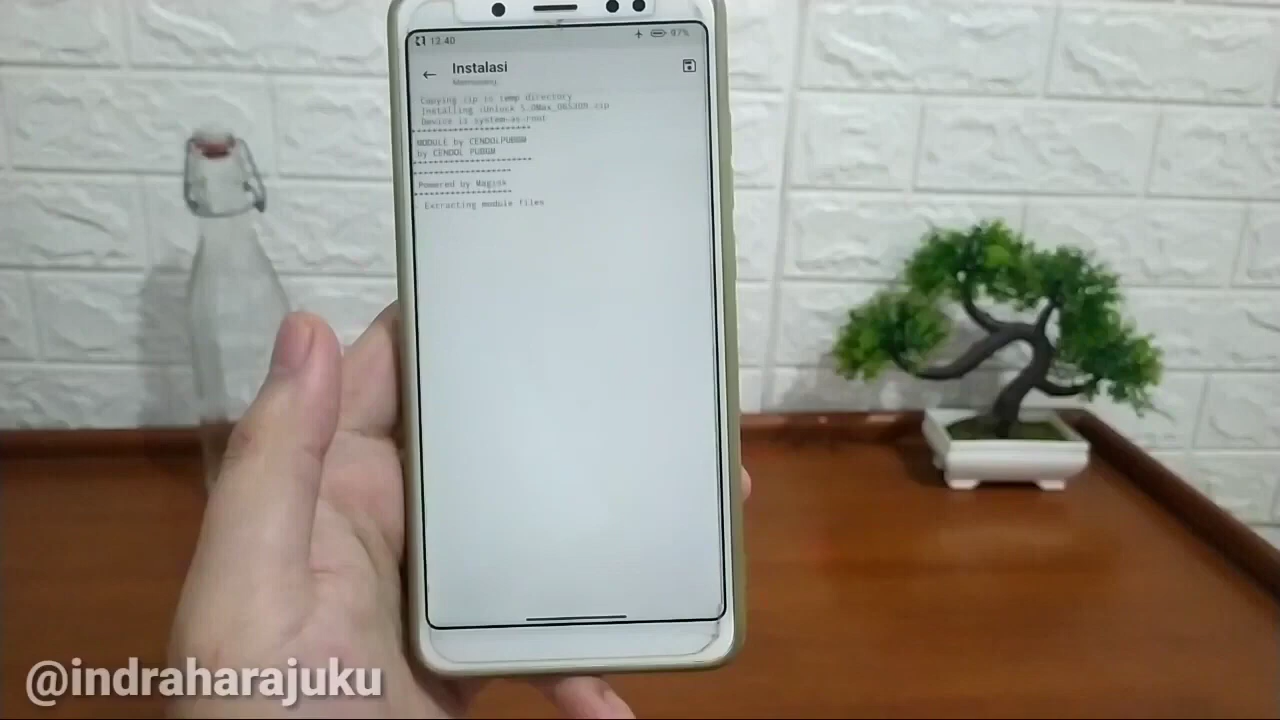 12.40
97%
Instalasi
Copying zip to temp directory
Device is system-as-root
MODULE by CENDOLPUBGM
by CENDOL PUBGM
Powered by Magisk
Extracting module files
@indraharajuku